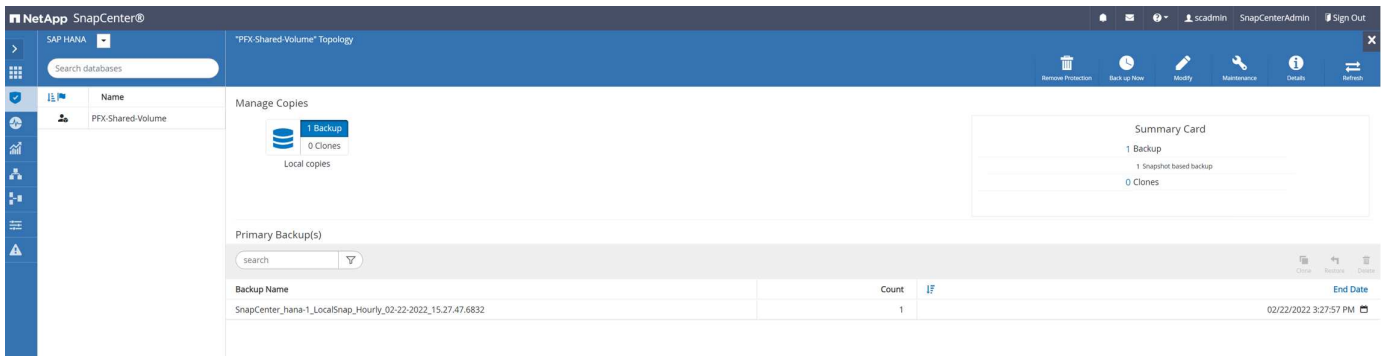 NetApp SnapCenter®
scadmin SnapCenterAdmin Sign Out
SAP HANA
"PFX-Shared-Volume" Topology
Search databases
Remove Protection Back up Now Modify Maintenance Details Refresh
Name
PFX-Shared-Volume
Manage Copies
1 Backup
0 Clones
Local copies
Summary Card
1 Backup
1 Snapshot based backup
0 Clones
Primary Backup(s)
search
Clone Restore Delete
Backup Name Count End Date
SnapCenter_hana-1_LocalSnap_Hourly_02-22-2022_15.27.47.6832 1 02/22/2022 3:27:57 PM